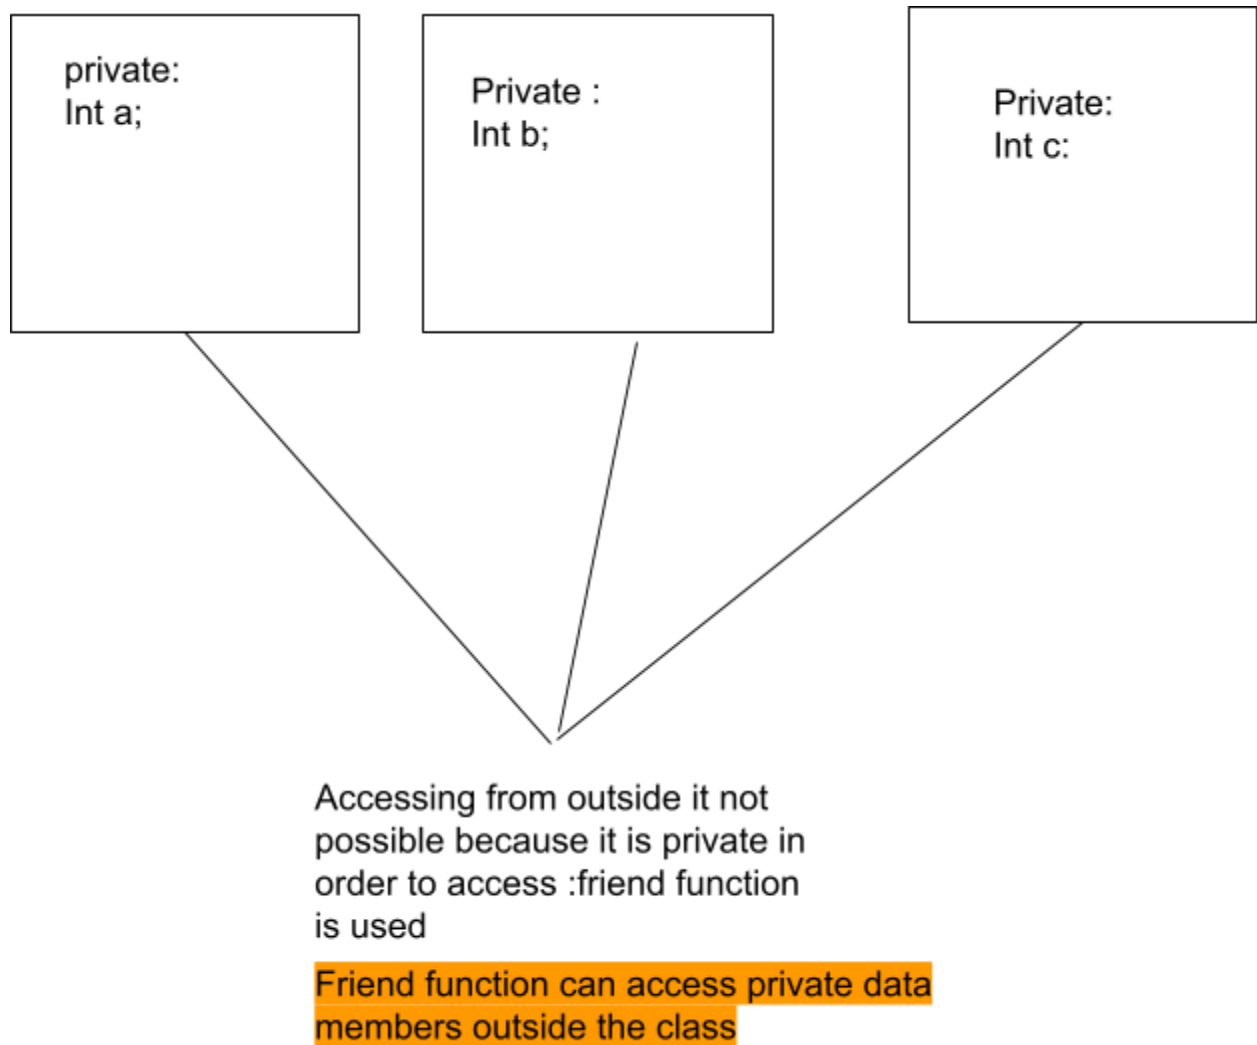 private:
Int a;
Private :
Int b;
Private:
Int c:
Accessing from outside it not
possible because it is private in
order to access :friend function
is used
Friend function can access private data
members outside the class